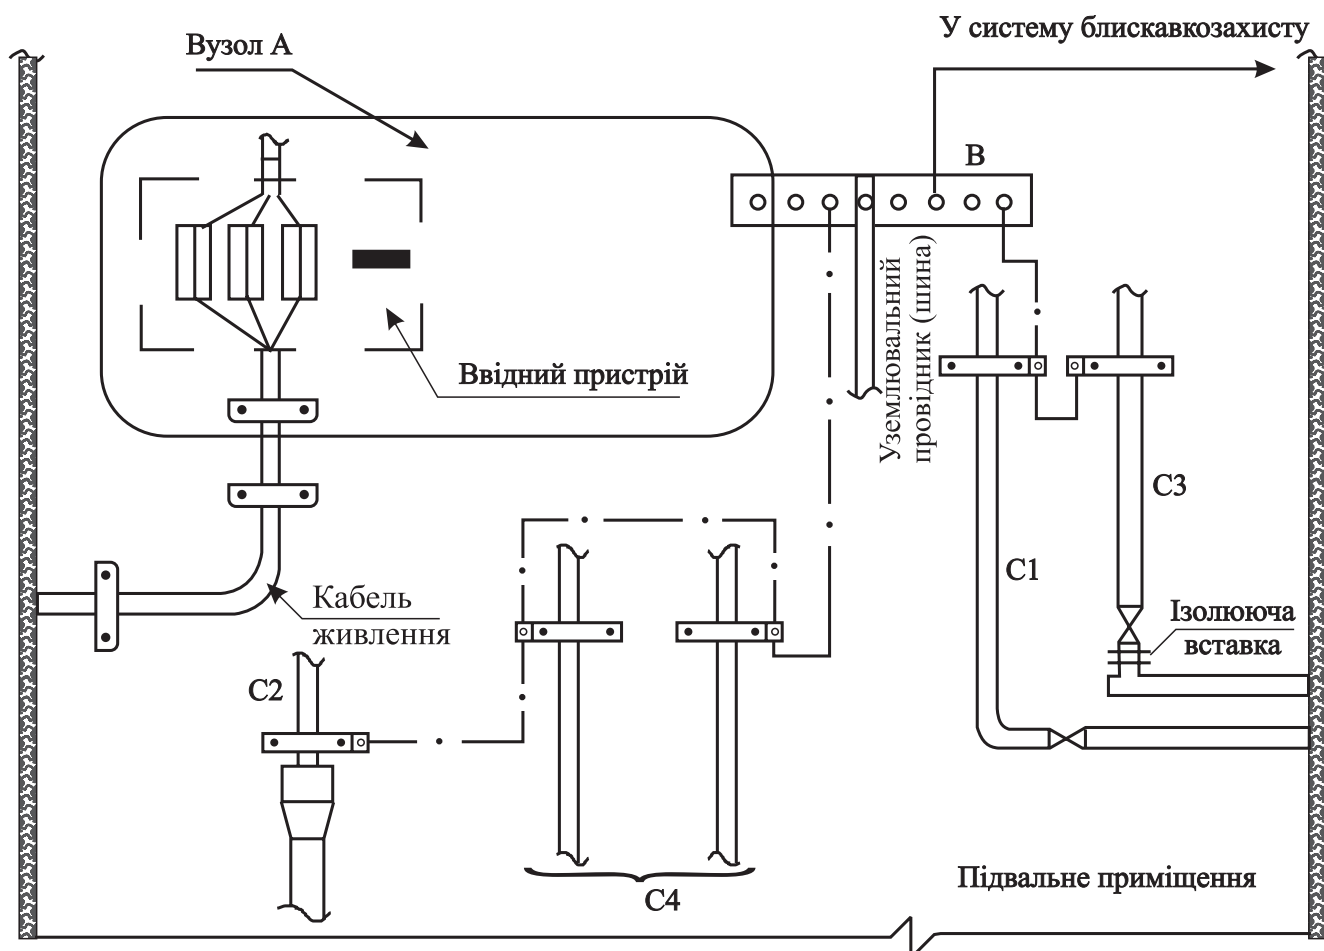 У систему блискавкозахисту
Вузол А
В
Уземлювальний
провідник (шина)
Ввідний пристрій
С3
С1
Кабель
живлення
Ізолююча
вставка
С2
С4
Підвальне приміщення